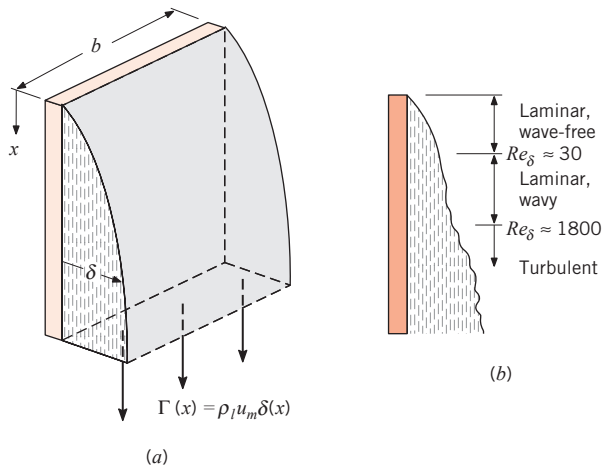 b
x
δ
Γ (x) = ρ_l u_m δ(x)
(a)
Laminar,
wave-free
Re_δ ≈ 30
Laminar,
wavy
Re_δ ≈ 1800
Turbulent
(b)